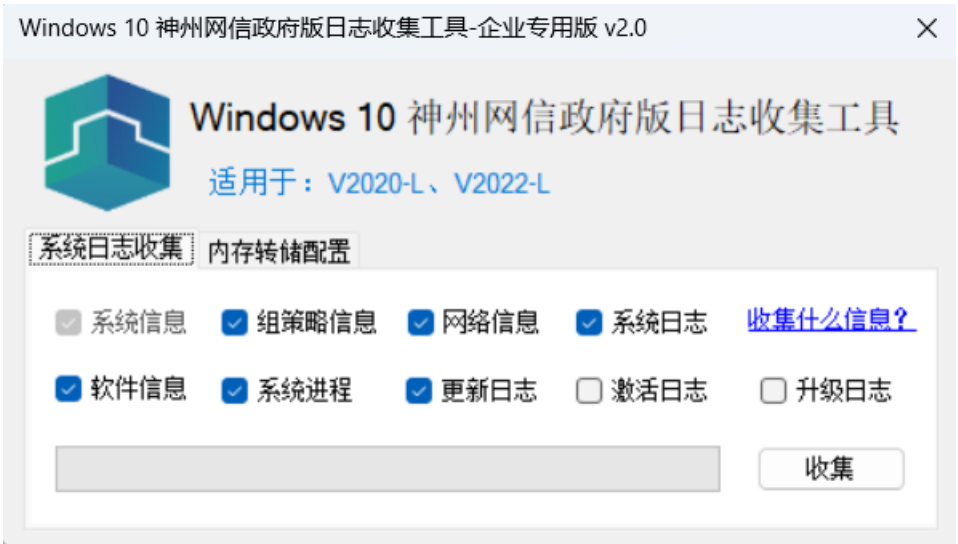 Windows 10 神州网信政府版日志收集工具-企业专用版 v2.0
Windows 10 神州网信政府版日志收集工具
适用于：V2020-L、V2022-L
系统日志收集 内存转储配置
系统信息 组策略信息 网络信息 系统日志 收集什么信息？
软件信息 系统进程 更新日志 激活日志 升级日志
收集